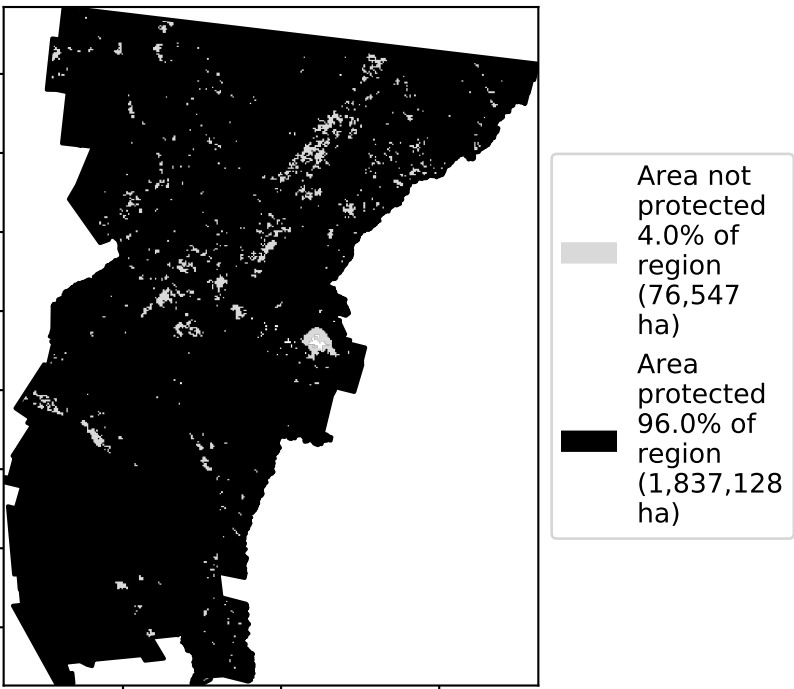 Area not
protected
4.0% of
region
(76,547
ha)
Area
protected
96.0% of
region
(1,837,128
ha)